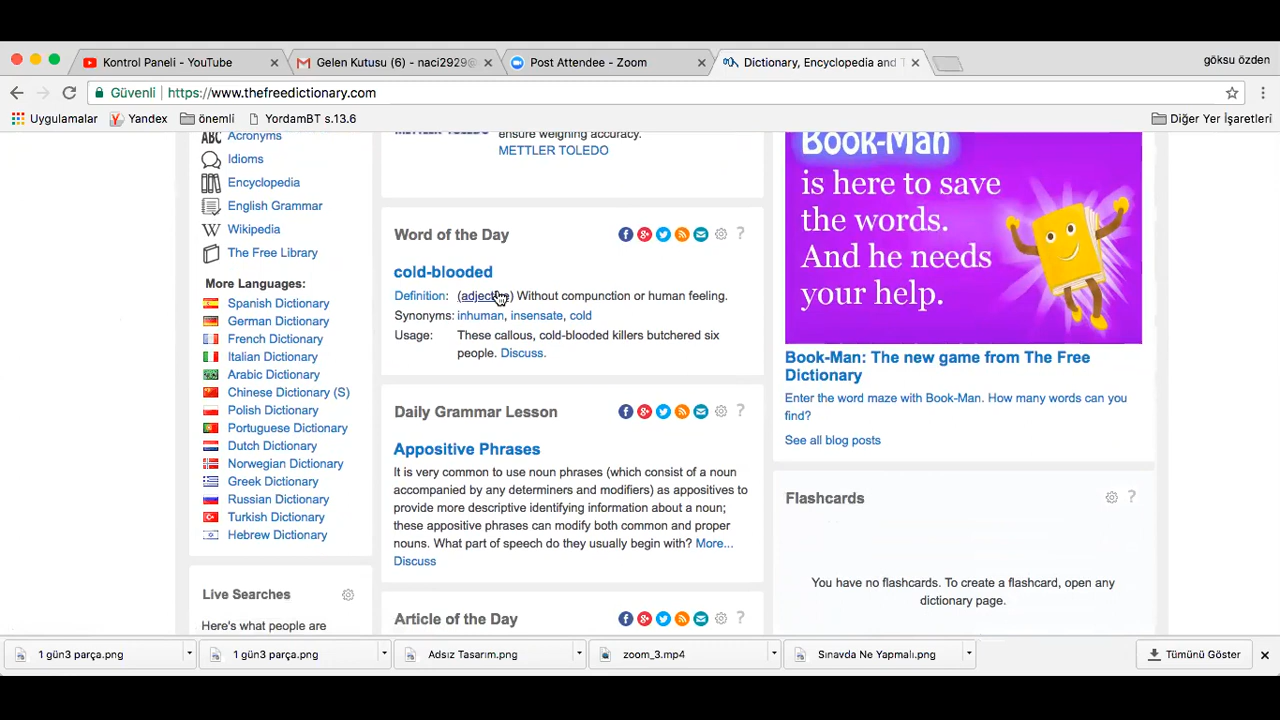 Kontrol Paneli - YouTube
Gelen Kutusu (6) - naci2929@
Post Attendee - Zoom
Dictionary, Encyclopedia and T
göksu özden
Güvenli
https://www.thefreedictionary.com
Uygulamalar
Yandex
önemli
YordamBT s.13.6
Diğer Yer İşaretleri
ABC Acronyms
Idioms
Encyclopedia
English Grammar
W Wikipedia
The Free Library
More Languages:
Spanish Dictionary
German Dictionary
French Dictionary
Italian Dictionary
Arabic Dictionary
Chinese Dictionary (S)
Polish Dictionary
Portuguese Dictionary
Dutch Dictionary
Norwegian Dictionary
Greek Dictionary
Russian Dictionary
Turkish Dictionary
Hebrew Dictionary
Live Searches
Here's what people are
METTLER TOLEDO
ensure weighing accuracy.
METTLER TOLEDO
Word of the Day
cold-blooded
Definition: (adjective) Without compunction or human feeling.
Synonyms: inhuman, insensate, cold
Usage: These callous, cold-blooded killers butchered six
people. Discuss.
Daily Grammar Lesson
Appositive Phrases
It is very common to use noun phrases (which consist of a noun
accompanied by any determiners and modifiers) as appositives to
provide more descriptive identifying information about a noun;
these appositive phrases can modify both common and proper
nouns. What part of speech do they usually begin with? More...
Discuss
Article of the Day
Book-Man
is here to save
the words.
And he needs
your help.
Book-Man: The new game from The Free
Dictionary
Enter the word maze with Book-Man. How many words can you
find?
See all blog posts
Flashcards
You have no flashcards. To create a flashcard, open any
dictionary page.
1 gün3 parça.png
1 gün3 parça.png
Adsız Tasarım.png
zoom_3.mp4
Sınavda Ne Yapmalı.png
Tümünü Göster